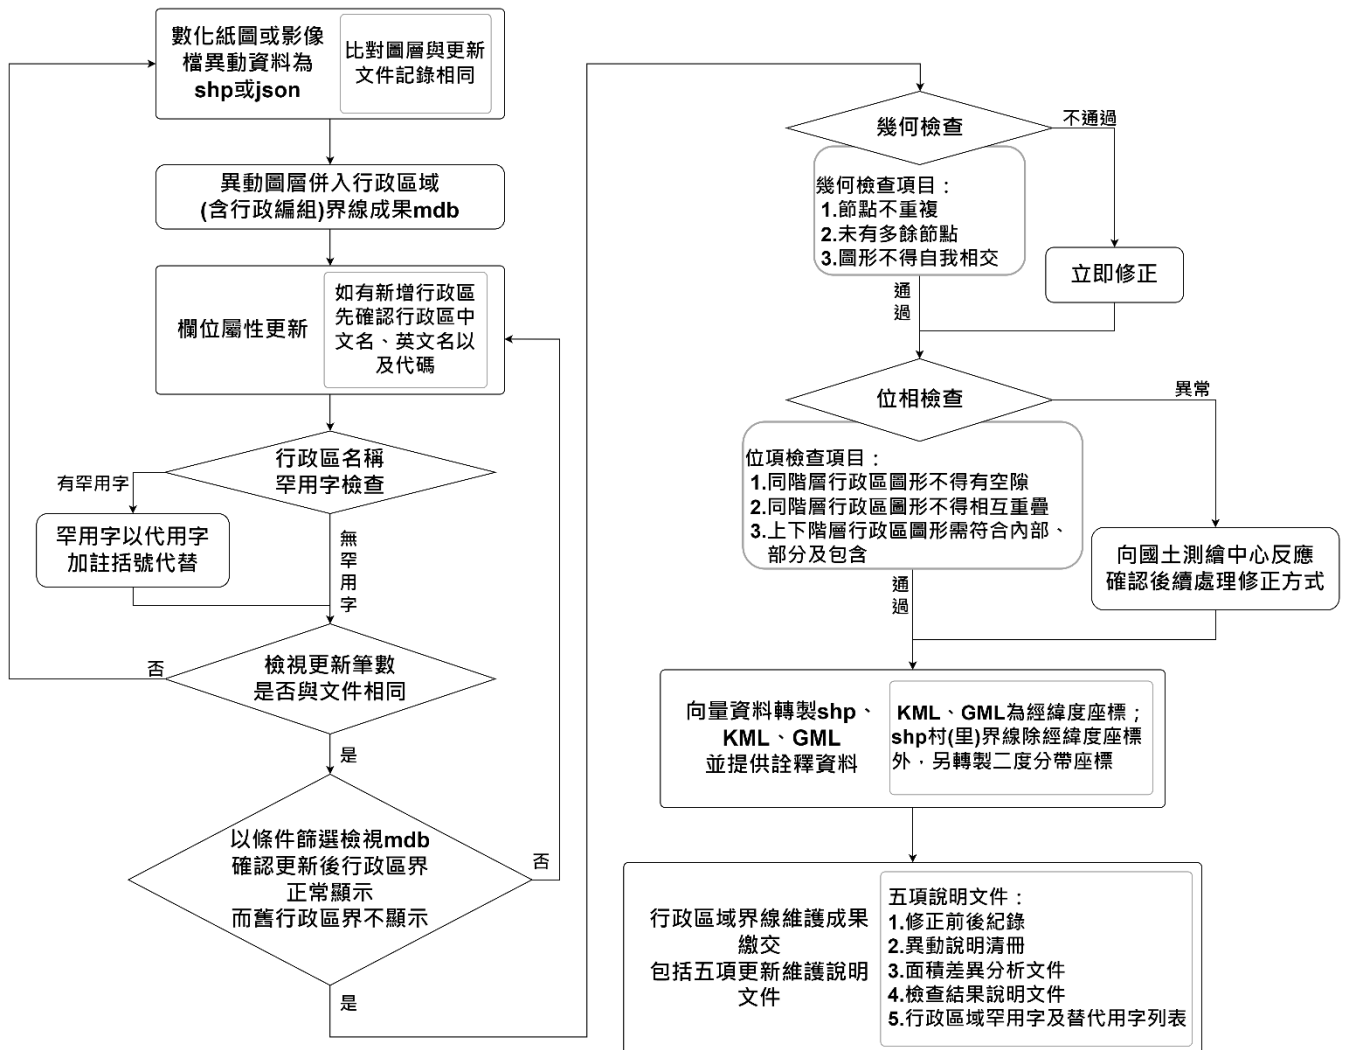 數化紙圖或影像
檔異動資料為
shp或json
比對圖層與更新
文件記錄相同
異動圖層併入行政區域
(含行政編組)界線成果mdb
欄位屬性更新
如有新增行政區
先確認行政區中
文名、英文名以
及代碼
行政區名稱
罕用字檢查
有罕用字
罕用字以代用字
加註括號代替
無罕用字
檢視更新筆數
是否與文件相同
否
是
以條件篩選檢視mdb
確認更新後行政區界
正常顯示
而舊行政區界不顯示
否
是
幾何檢查
不通過
幾何檢查項目：
1.節點不重複
2.未有多餘節點
3.圖形不得自我相交
立即修正
通過
位相檢查
異常
位項檢查項目：
1.同階層行政區圖形不得有空隙
2.同階層行政區圖形不得相互重疊
3.上下階層行政區圖形需符合內部、
部分及包含
向國土測繪中心反應
確認後續處理修正方式
通過
向量資料轉製shp、
KML、GML
並提供詮釋資料
KML、GML為經緯度座標；
shp村(里)界線除經緯度座標
外，另轉製二度分帶座標
行政區域界線維護成果
繳交
包括五項更新維護說明
文件
五項說明文件：
1.修正前後紀錄
2.異動說明清冊
3.面積差異分析文件
4.檢查結果說明文件
5.行政區域罕用字及替代用字列表